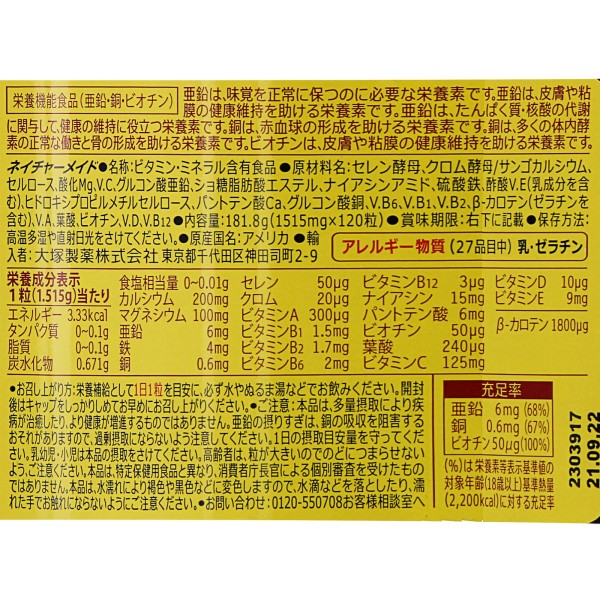 栄養機能食品(亜鉛・銅・ビオチン) 亜鉛は、味覚を正常に保つのに必要な栄養素です。亜鉛は、皮膚や粘
膜の健康維持を助ける栄養素です。亜鉛は、たんぱく質・核酸の代謝
に関与して、健康の維持に役立つ栄養素です。銅は、赤血球の形成を助ける栄養素です。銅は、多くの体内酵
素の正常な働きと骨の形成を助ける栄養素です。ビオチンは、皮膚や粘膜の健康維持を助ける栄養素です。
ネイチャーメイド●名称:ビタミン・ミネラル含有食品●原材料名:セレン酵母、クロム酵母/サンゴカルシウム、
セルロース、酸化Mg、V.C、グルコン酸亜鉛、ショ糖脂肪酸エステル、ナイアシンアミド、硫酸鉄、酢酸V.E(乳成分を含
む)、ヒドロキシプロピルメチルセルロース、パントテン酸Ca、グルコン酸銅、V.B6、V.B1、V.B2、β-カロテン(ゼラチンを
含む)、V.A、葉酸、ビオチン、V.D、V.B12●内容量:181.8g(1515mg×120粒)●賞味期限:右下に記載●保存方法:
高温多湿や直射日光をさけてください。●原産国名:アメリカ●輸
入者:大塚製薬株式会社 東京都千代田区神田司町2-9
アレルギー物質(27品目中) 乳・ゼラチン
栄養成分表示
1粒(1.515g)当たり
エネルギー 3.33kcal
タンパク質 0~0.1g
脂質 0~0.1g
炭水化物 0.671g
食塩相当量 0~0.01g
カルシウム 200mg
マグネシウム 100mg
亜鉛 6mg
鉄 4mg
銅 0.6mg
セレン 50μg
クロム 20μg
ビタミンA 300μg
ビタミンB1 1.5mg
ビタミンB2 1.7mg
ビタミンB6 2mg
ビタミンB12 3μg
ナイアシン 15mg
パントテン酸 6mg
ビオチン 50μg
葉酸 240μg
ビタミンC 125mg
ビタミンD 10μg
ビタミンE 9mg
β-カロテン 1800μg
●お召し上がり方:栄養補給として1日1粒を目安に、必ず水やぬるま湯などでお飲みください。開封
後はキャップをしっかりしめてお早めにお召し上がりください。●ご注意:本品は、多量摂取により疾
病が治癒したり、より健康が増進するものではありません。亜鉛の摂りすぎは、銅の吸収を阻害する
おそれがありますので、過剰摂取にならないよう注意してください。1日の摂取目安量を守ってくだ
さい。乳幼児・小児は本品の摂取をさけてください。高齢者は、粒が大きいのでのどにつまらせないよ
う、ご注意ください。本品は、特定保健用食品と異なり、消費者庁長官による個別審査を受けたもの
ではありません。本品は、水濡れにより褐色や黒色などに変色しますので、水滴などを落としたり、濡
れた手でお触れにならないようにご注意ください。●お問い合わせ:0120-550708お客様相談室へ
充足率
亜鉛 6mg (68%)
銅 0.6mg (67%)
ビオチン50μg(100%)
(%)は栄養素等表示基準値の
対象年齢(18歳以上)基準熱量
(2,200kcal)に対する充足率
2303917
21.09.22